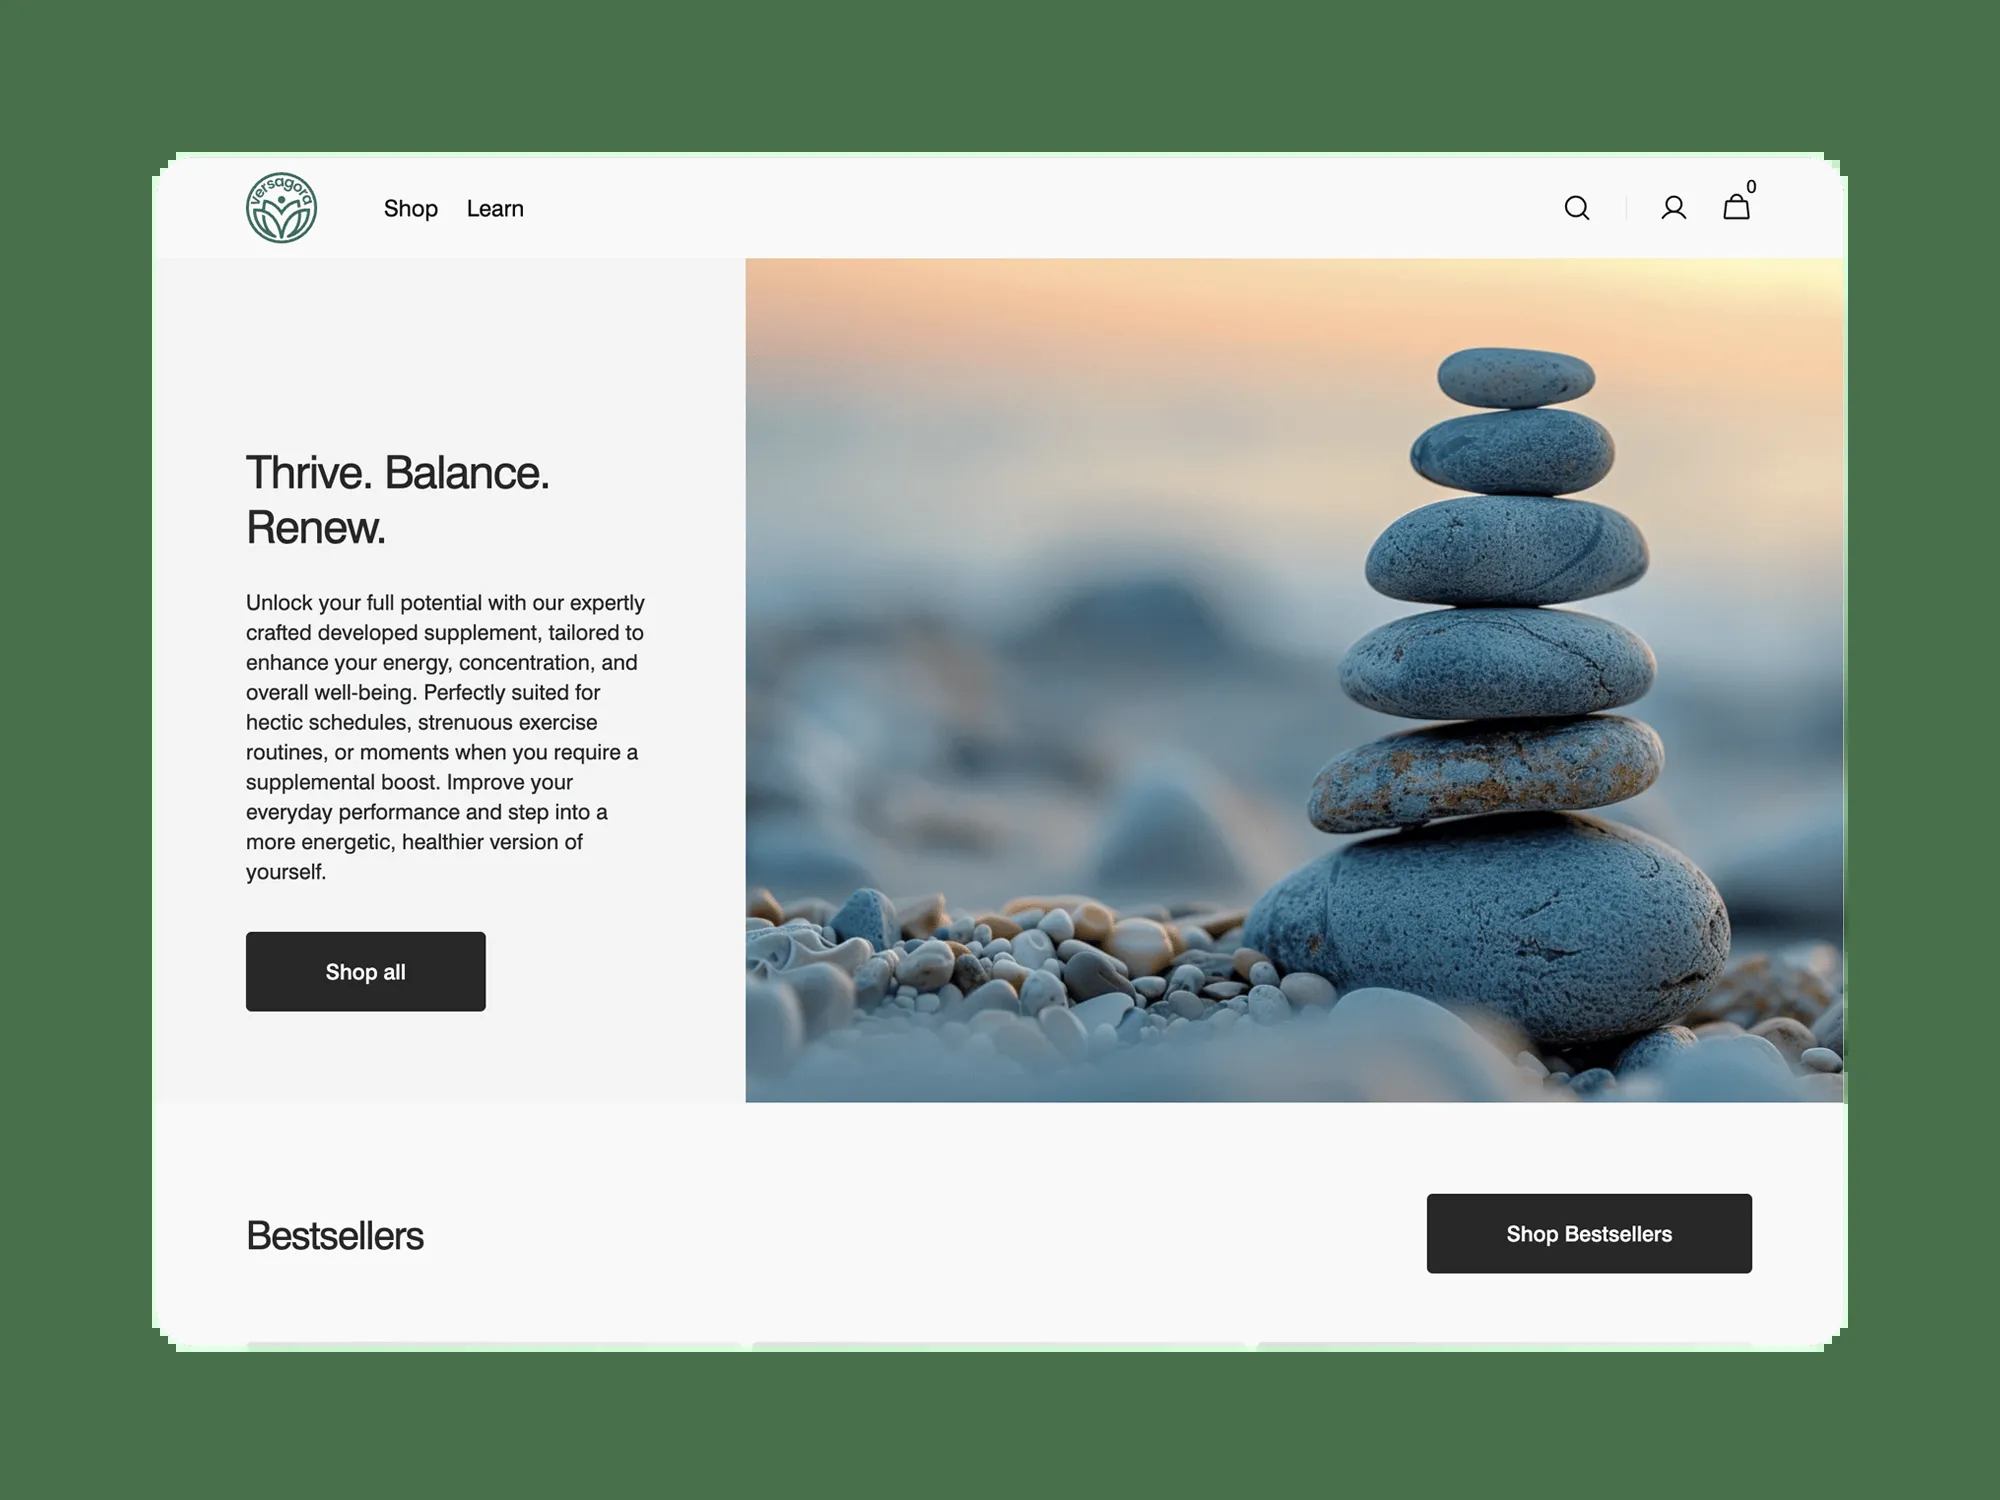 versagora
Shop
Learn
0
Thrive. Balance.
Renew.
Unlock your full potential with our expertly
crafted developed supplement, tailored to
enhance your energy, concentration, and
overall well-being. Perfectly suited for
hectic schedules, strenuous exercise
routines, or moments when you require a
supplemental boost. Improve your
everyday performance and step into a
more energetic, healthier version of
yourself.
Shop all
Bestsellers
Shop Bestsellers